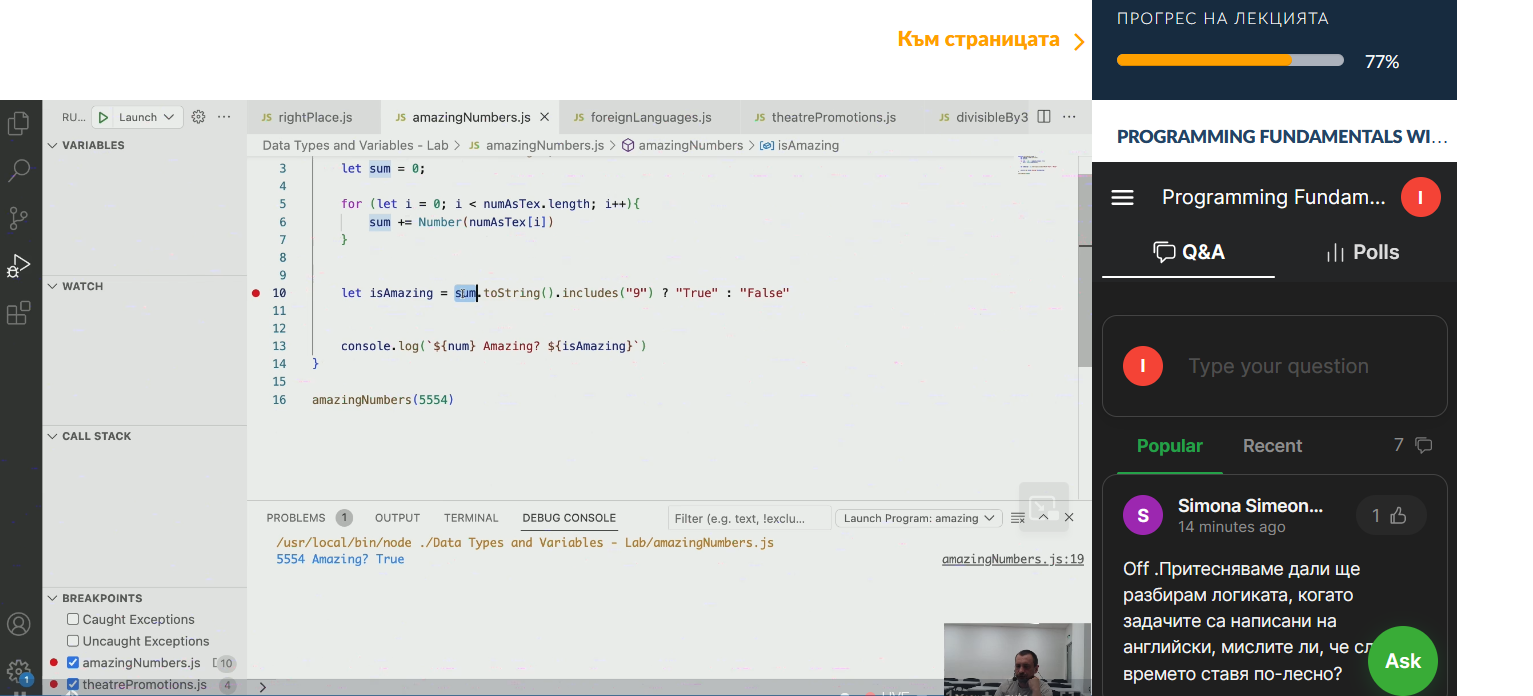 Към страницата
ПРОГРЕС НА ЛЕКЦИЯТА
77%
PROGRAMMING FUNDAMENTALS WI...
RU... Launch
rightPlace.js
JS amazingNumbers.js
JS foreignLanguages.js
JS theatrePromotions.js
JS divisibleBy3
JS
VARIABLES
WATCH
CALL STACK
BREAKPOINTS
Caught Exceptions
Uncaught Exceptions
amazingNumbers.js 10
theatrePromotions.js 4
1
Data Types and Variables - Lab > JS amazingNumbers.js > amazingNumbers > isAmazing
3 let sum = 0;
4
5 for (let i = 0; i < numAsTex.length; i++){
6 sum += Number(numAsTex[i])
7 }
8
9
10 let isAmazing = sum.toString().includes("9") ? "True" : "False"
11
12
13 console.log(`${num} Amazing? ${isAmazing}`)
14 }
15
16 amazingNumbers(5554)
PROBLEMS 1 OUTPUT TERMINAL DEBUG CONSOLE
Filter (e.g. text, !exclu...
Launch Program: amazing
/usr/local/bin/node ./Data Types and Variables - Lab/amazingNumbers.js
5554 Amazing? True
amazingNumbers.js:19
Programming Fundam...
I
Q&A
Polls
I
Type your question
Popular
Recent
7
S
Simona Simeon...
14 minutes ago
1
Off .Притесняваме дали ще
разбирам логиката, когато
задачите са написани на
английски, мислите ли, че сл
времето ставя по-лесно?
Ask